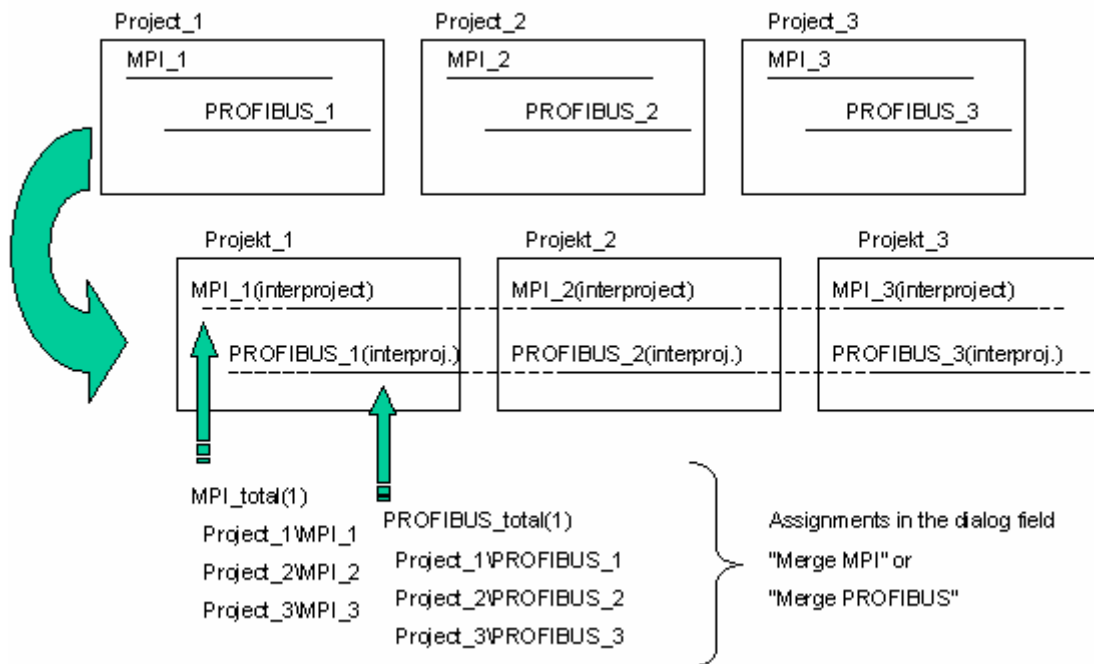 Project_1
Project_2
Project_3
MPI_1
MPI_2
MPI_3
PROFIBUS_1
PROFIBUS_2
PROFIBUS_3
Projekt_1
Projekt_2
Projekt_3
MPI_1(interproject)
MPI_2(interproject)
MPI_3(interproject)
PROFIBUS_1(interproj.)
PROFIBUS_2(interproj.)
PROFIBUS_3(interproj.)
MPI_total(1)
Project_1\MPI_1
Project_2\MPI_2
Project_3\MPI_3
PROFIBUS_total(1)
Project_1\PROFIBUS_1
Project_2\PROFIBUS_2
Project_3\PROFIBUS_3
Assignments in the dialog field
"Merge MPI" or
"Merge PROFIBUS"